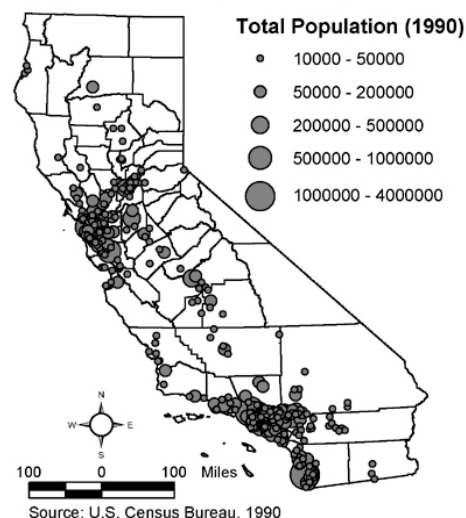 Total Population (1990)
10000 - 50000
50000 - 200000
200000 - 500000
500000 - 1000000
1000000 - 4000000
N
W E
S
100 0 100 Miles
Source: U.S. Census Bureau, 1990